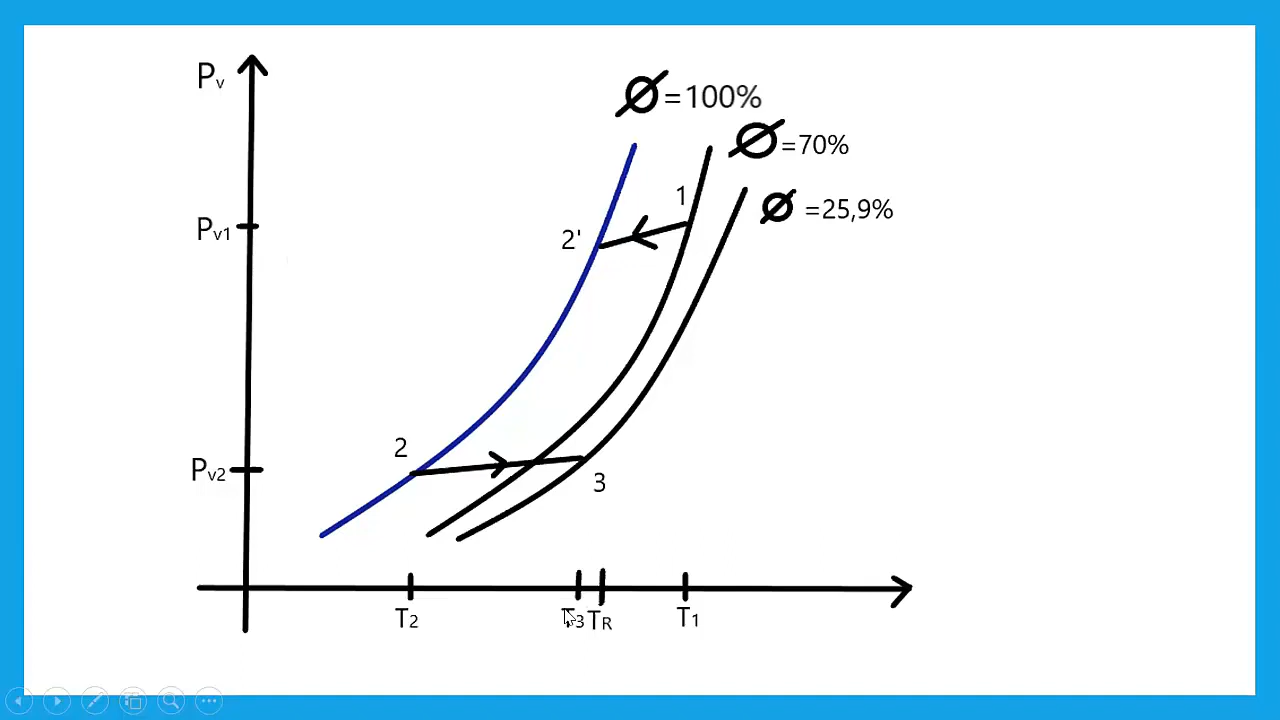 Pv
Ø=100%
Ø=70%
1
Ø =25,9%
Pv1
2'
2
Pv2
3
T2
T3
TR
T1